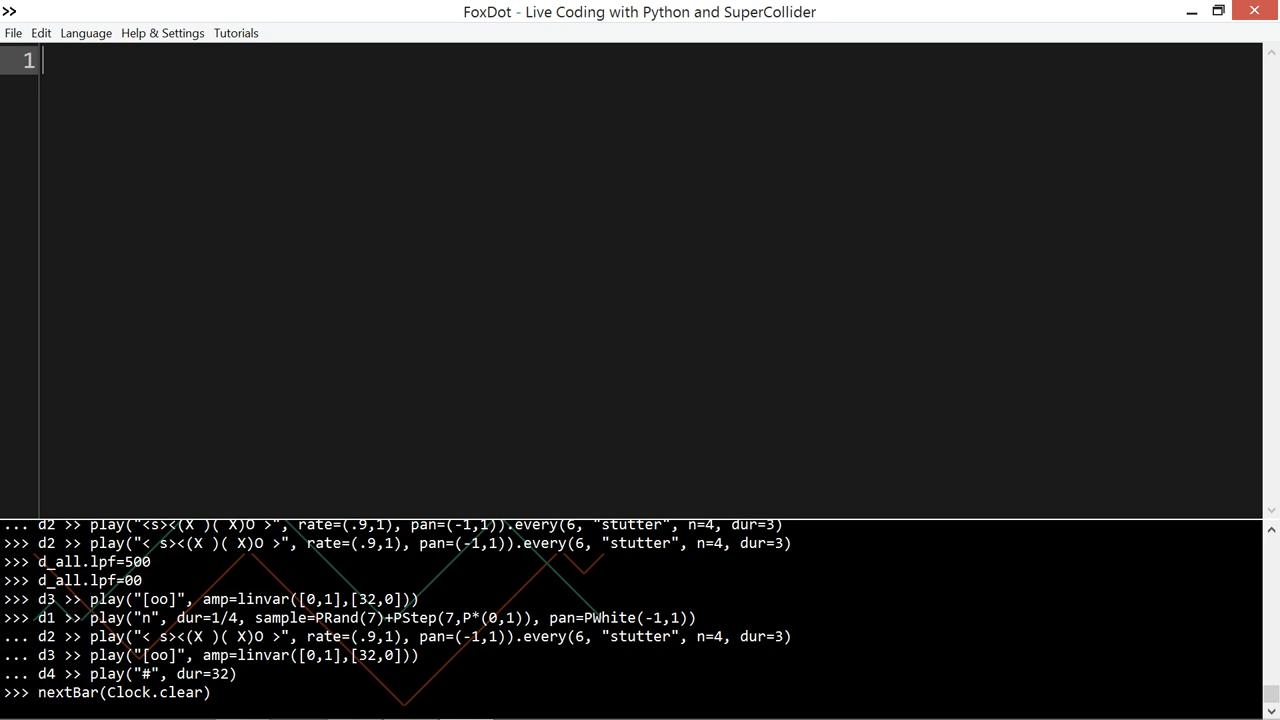 FoxDot - Live Coding with Python and SuperCollider
File Edit Language Help & Settings Tutorials
1
... d2 >> play("<s><(X )( X)O >", rate=(.9,1), pan=(-1,1)).every(6, "stutter", n=4, dur=3)
>>> d2 >> play("< s><(X )( X)O >", rate=(.9,1), pan=(-1,1)).every(6, "stutter", n=4, dur=3)
>>> d_all.lpf=500
>>> d_all.lpf=00
>>> d3 >> play("[oo]", amp=linvar([0,1],[32,0]))
>>> d1 >> play("n", dur=1/4, sample=PRand(7)+PStep(7,P*(0,1)), pan=PWhite(-1,1))
... d2 >> play("< s><(X )( X)O >", rate=(.9,1), pan=(-1,1)).every(6, "stutter", n=4, dur=3)
... d3 >> play("[oo]", amp=linvar([0,1],[32,0]))
... d4 >> play("#", dur=32)
>>> nextBar(Clock.clear)